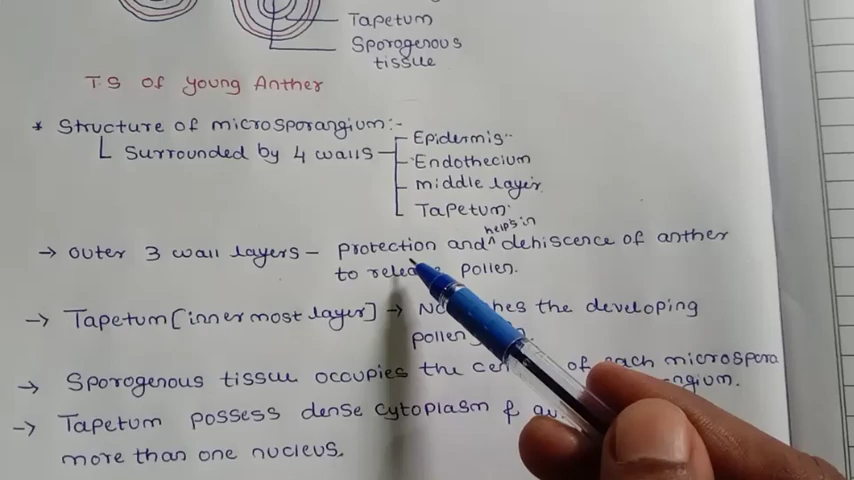 Tapetum
Sporogenous
tissue
T.S of young Anther
* Structure of microsporangium:-
Surrounded by 4 walls
Epidermis
Endothecium
middle layer
Tapetum
→ outer 3 wall layers - protection and ^ helps in dehiscence of anther
to pollen.
→ Tapetum [inner most layer] → the developing
pollen
→ Sporogenous tissue occupies the of each microspora
ngium.
→ Tapetum possess dense cytoplasm &
more than one nucleus.